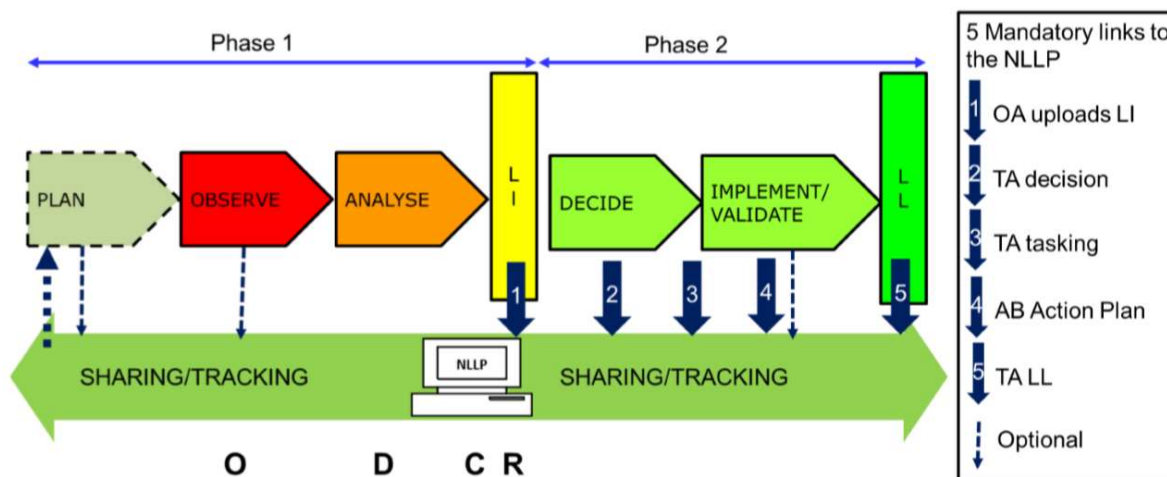 Phase 1
Phase 2
PLAN
OBSERVE
ANALYSE
L
I
DECIDE
IMPLEMENT/
VALIDATE
L
L
1
2
3
4
5
SHARING/TRACKING
NLLP
SHARING/TRACKING
O D C R
5 Mandatory links to
the NLLP
1 OA uploads LI
2 TA decision
3 TA tasking
4 AB Action Plan
5 TA LL
Optional